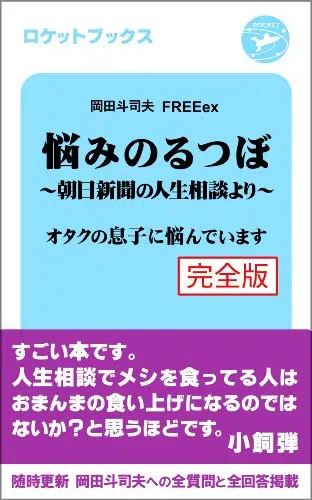 ロケットブックス
ROCKET
岡田斗司夫 FREEex
悩みのるつぼ
〜朝日新聞の人生相談より〜
オタクの息子に悩んでいます
完全版
すごい本です。
人生相談でメシを食ってる人は
おまんまの食い上げになるのでは
ないか？と思うほどです。
小飼弾
随時更新 岡田斗司夫への全質問と全回答掲載